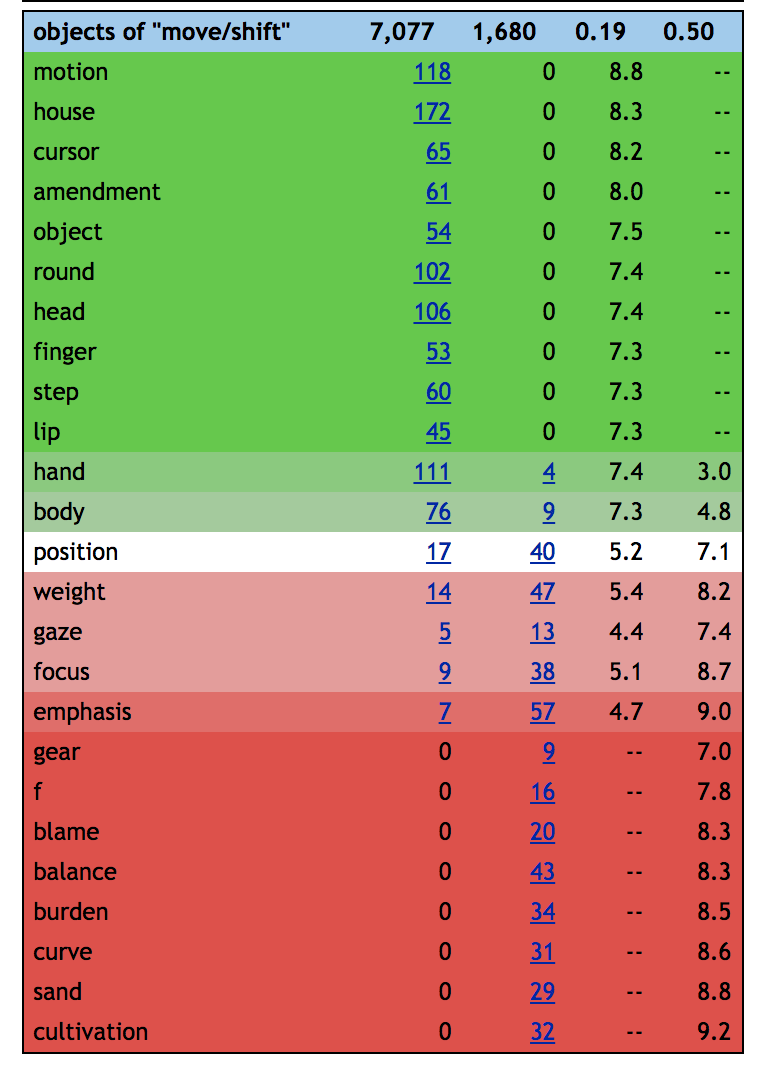 objects of "move/shift" 7,077 1,680 0.19 0.50
motion 118 0 8.8 --
house 172 0 8.3 --
cursor 65 0 8.2 --
amendment 61 0 8.0 --
object 54 0 7.5 --
round 102 0 7.4 --
head 106 0 7.4 --
finger 53 0 7.3 --
step 60 0 7.3 --
lip 45 0 7.3 --
hand 111 4 7.4 3.0
body 76 9 7.3 4.8
position 17 40 5.2 7.1
weight 14 47 5.4 8.2
gaze 5 13 4.4 7.4
focus 9 38 5.1 8.7
emphasis 7 57 4.7 9.0
gear 0 9 -- 7.0
f 0 16 -- 7.8
blame 0 20 -- 8.3
balance 0 43 -- 8.3
burden 0 34 -- 8.5
curve 0 31 -- 8.6
sand 0 29 -- 8.8
cultivation 0 32 -- 9.2